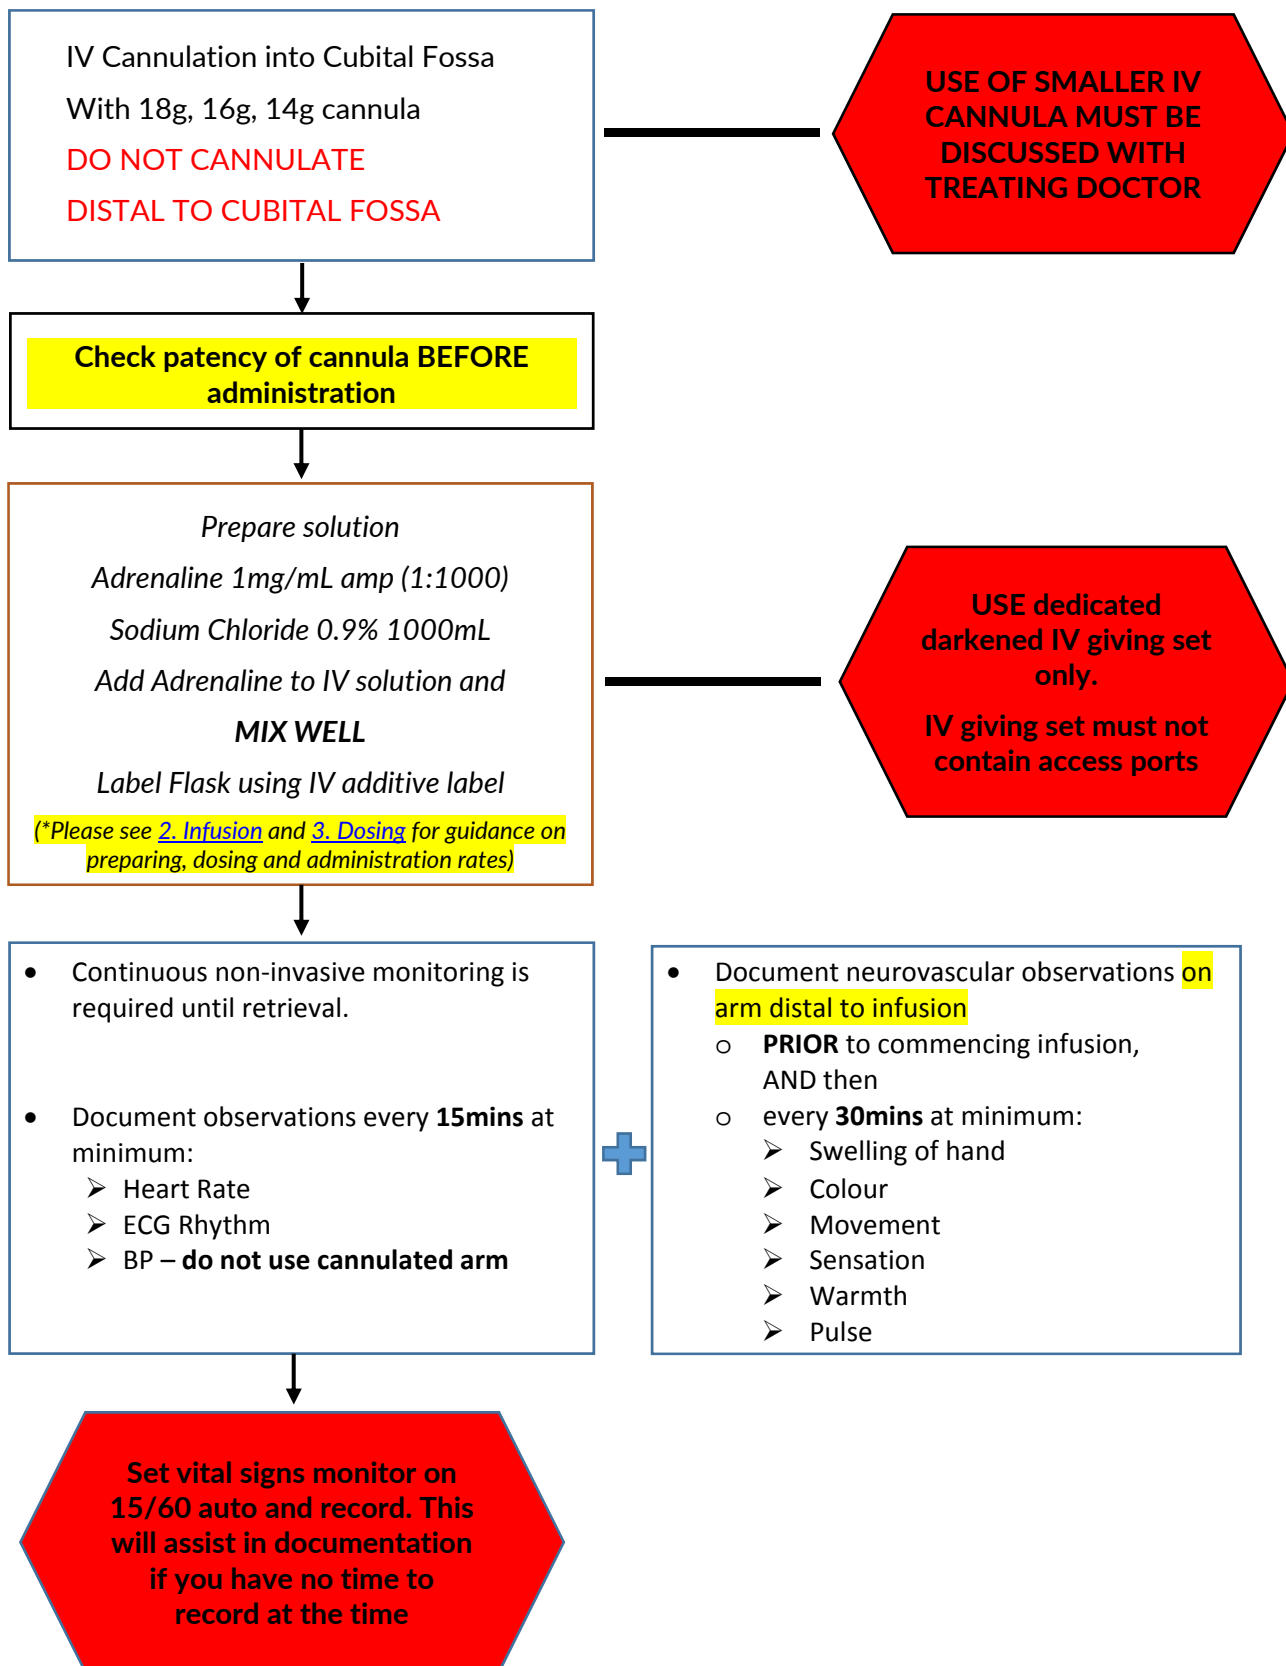 IV Cannulation into Cubital Fossa
With 18g, 16g, 14g cannula
DO NOT CANNULATE
DISTAL TO CUBITAL FOSSA
USE OF SMALLER IV
CANNULA MUST BE
DISCUSSED WITH
TREATING DOCTOR
Check patency of cannula BEFORE
administration
Prepare solution
Adrenaline 1mg/mL amp (1:1000)
Sodium Chloride 0.9% 1000mL
Add Adrenaline to IV solution and
MIX WELL
Label Flask using IV additive label
(*Please see 2. Infusion and 3. Dosing for guidance on
preparing, dosing and administration rates)
USE dedicated
darkened IV giving set
only.
IV giving set must not
contain access ports
• Continuous non-invasive monitoring is
required until retrieval.
• Document observations every 15mins at
minimum:
➢ Heart Rate
➢ ECG Rhythm
➢ BP – do not use cannulated arm
• Document neurovascular observations on
arm distal to infusion
o PRIOR to commencing infusion,
AND then
o every 30mins at minimum:
➢ Swelling of hand
➢ Colour
➢ Movement
➢ Sensation
➢ Warmth
➢ Pulse
Set vital signs monitor on
15/60 auto and record. This
will assist in documentation
if you have no time to
record at the time